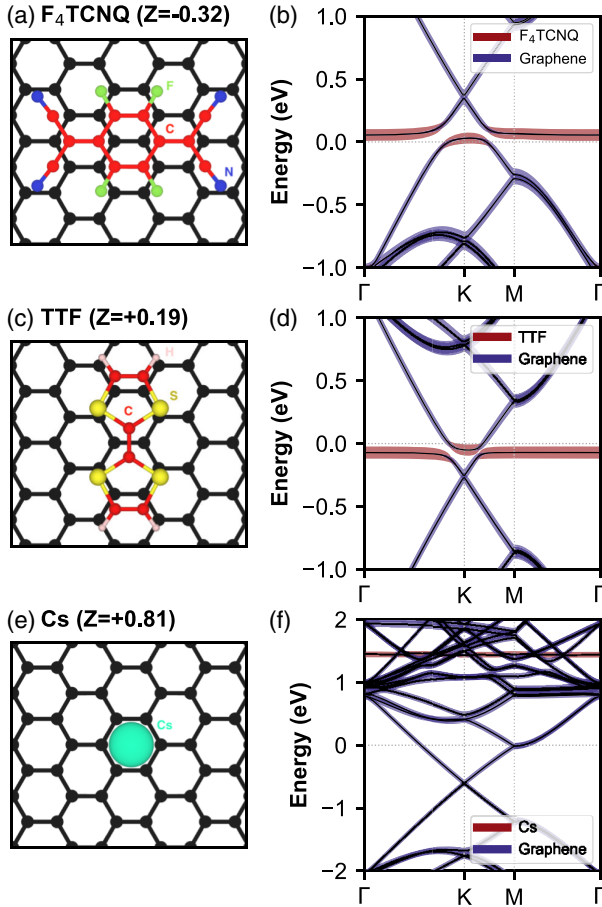 (a) F₄TCNQ (Z=-0.32)
F
C
N
(b)
1.0
0.5
0.0
−0.5
−1.0
Energy (eV)
F₄TCNQ
Graphene
Γ K M Γ
(c) TTF (Z=+0.19)
H
S
C
(d)
1.0
0.5
0.0
−0.5
−1.0
Energy (eV)
TTF
Graphene
Γ K M Γ
(e) Cs (Z=+0.81)
Cs
(f)
2
1
0
−1
−2
Energy (eV)
Cs
Graphene
Γ K M Γ